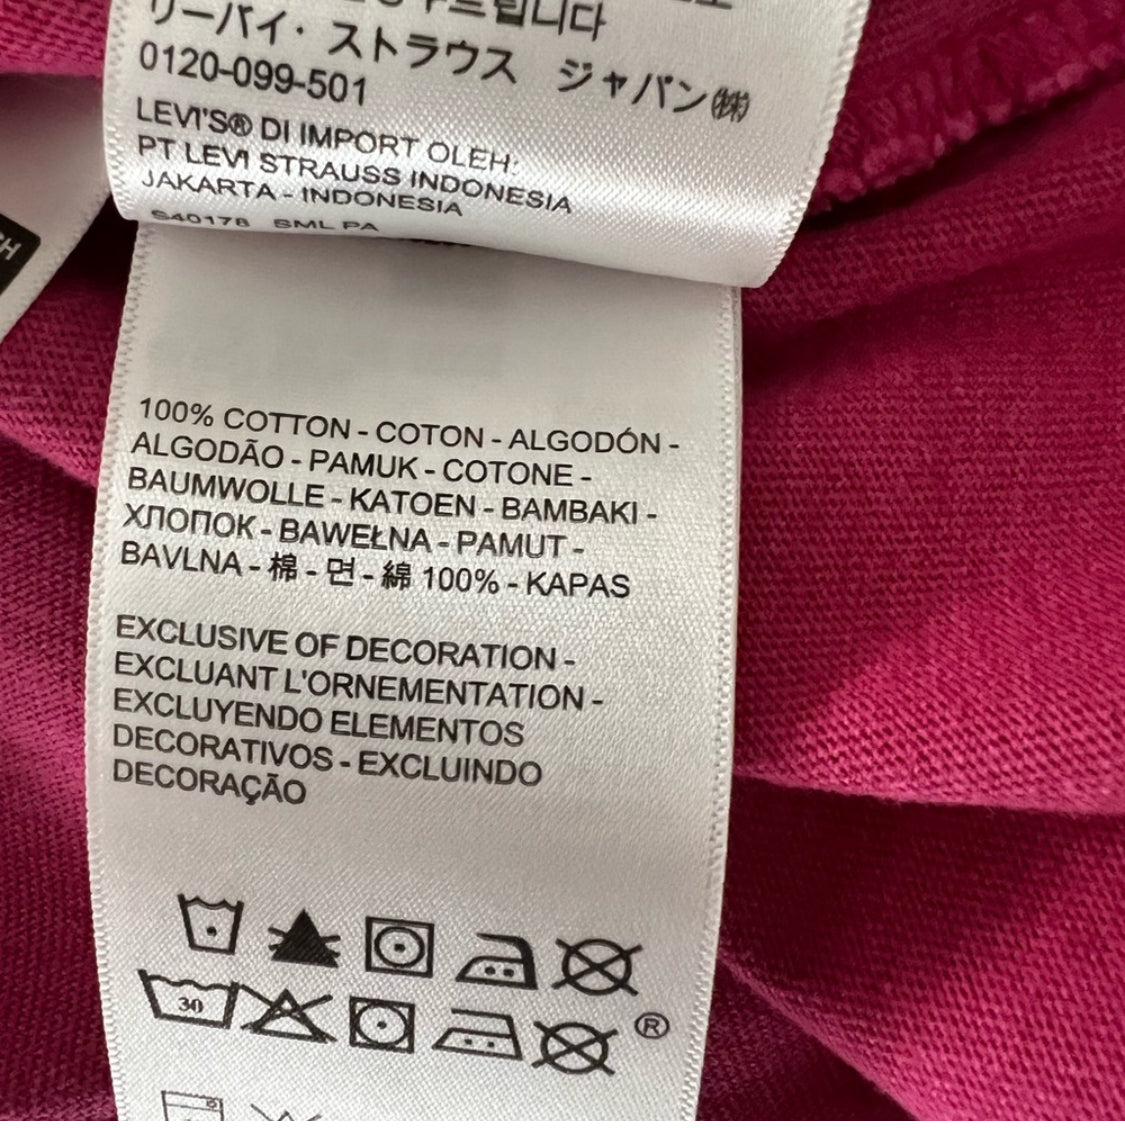 リーバイ・ストラウス ジャパン㈱
0120-099-501
LEVI'S® DI IMPORT OLEH:
PT LEVI STRAUSS INDONESIA
JAKARTA - INDONESIA
S40178 SML PA
100% COTTON - COTON - ALGODÓN -
ALGODÃO - PAMUK - COTONE -
BAUMWOLLE - KATOEN - BAMBAKI -
ХЛОПОК - BAWEŁNA - PAMUT -
BAVLNA - 棉 - 면 - 綿 100% - KAPAS
EXCLUSIVE OF DECORATION -
EXCLUANT L'ORNEMENTATION -
EXCLUYENDO ELEMENTOS
DECORATIVOS - EXCLUINDO
DECORAÇÃO
30
®